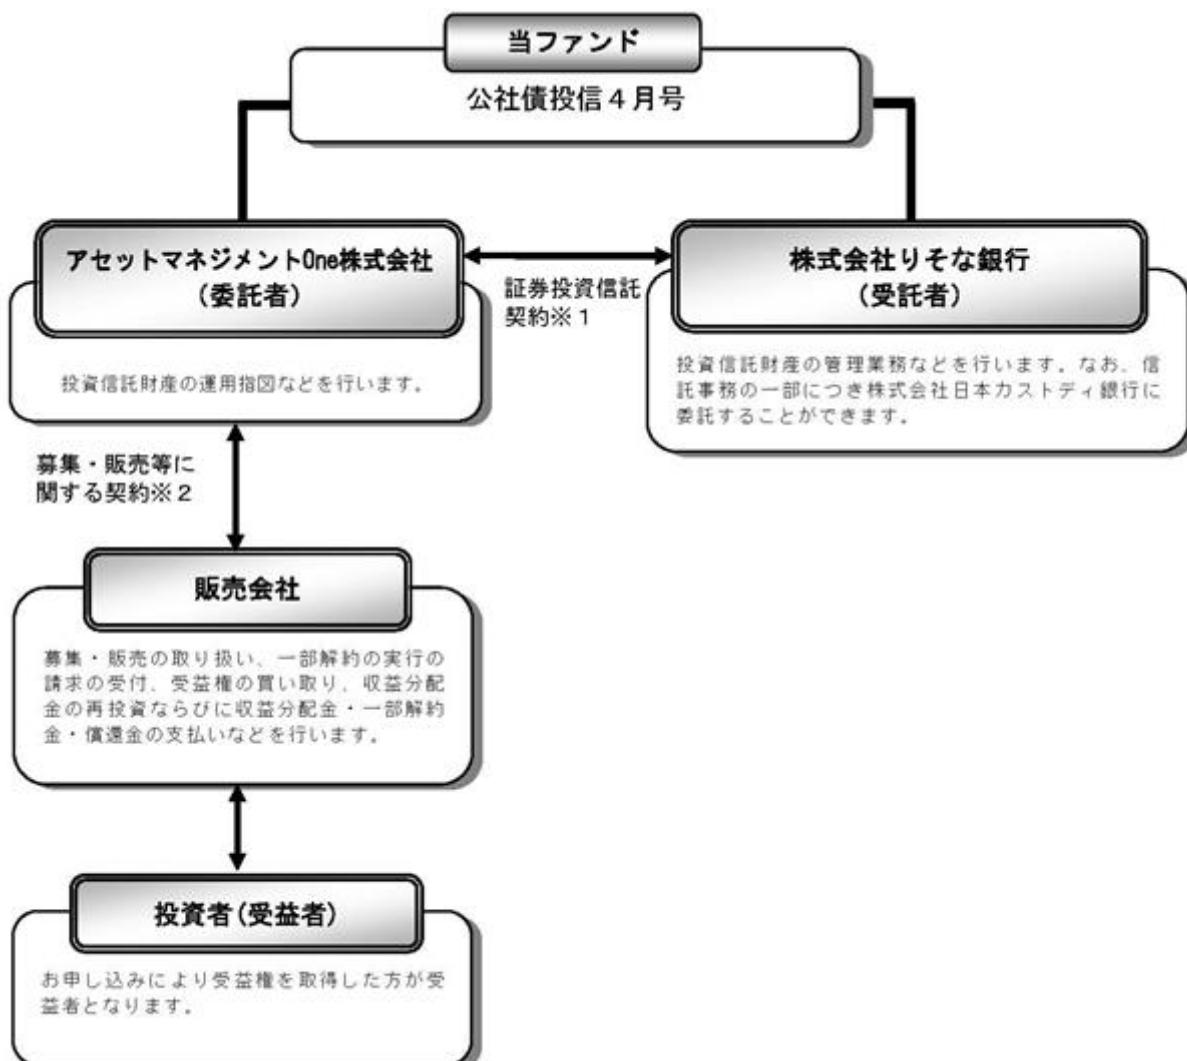 当ファンド
公社債投信４月号
アセットマネジメントOne株式会社
（委託者）
投資信託財産の運用指図などを行います。
証券投資信託
契約※１
株式会社りそな銀行
（受託者）
投資信託財産の管理業務などを行います。なお、信
託事務の一部につき株式会社日本カストディ銀行に
委託することができます。
募集・販売等に
関する契約※２
販売会社
募集・販売の取り扱い、一部解約の実行の
請求の受付、受益権の買い取り、収益分配
金の再投資ならびに収益分配金・一部解約
金・償還金の支払いなどを行います。
投資者（受益者）
お申し込みにより受益権を取得した方が受
益者となります。